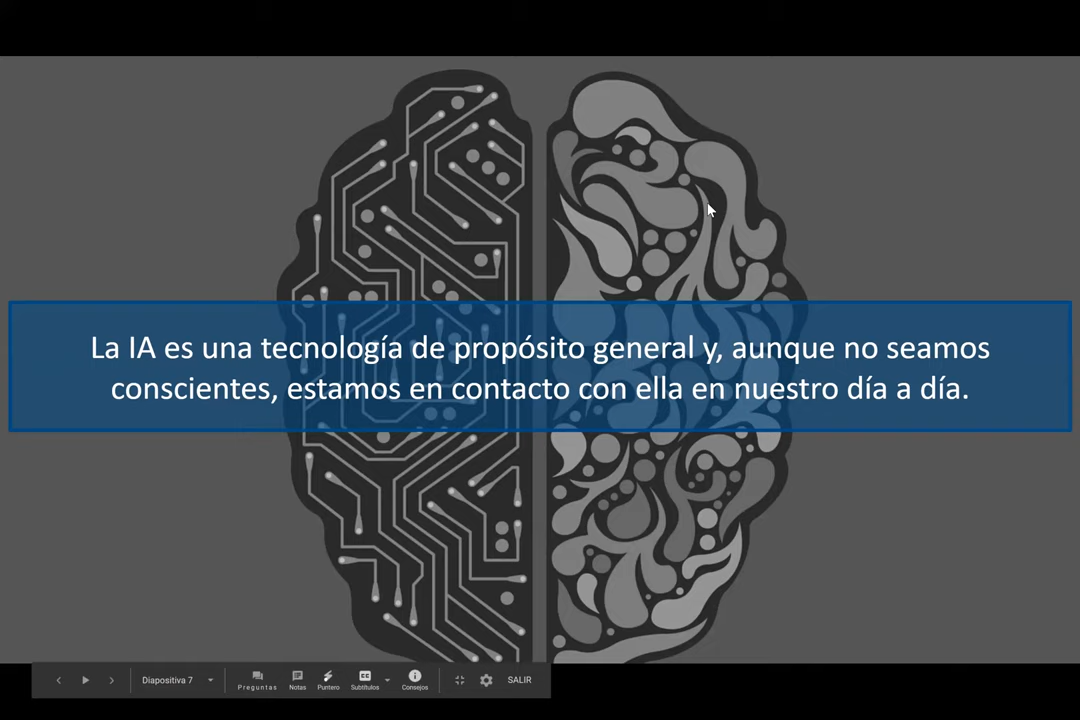 La IA es una tecnología de propósito general y, aunque no seamos
conscientes, estamos en contacto con ella en nuestro día a día.
Diapositiva 7
Preguntas
Notas
Puntero
Subtítulos
Consejos
SALIR